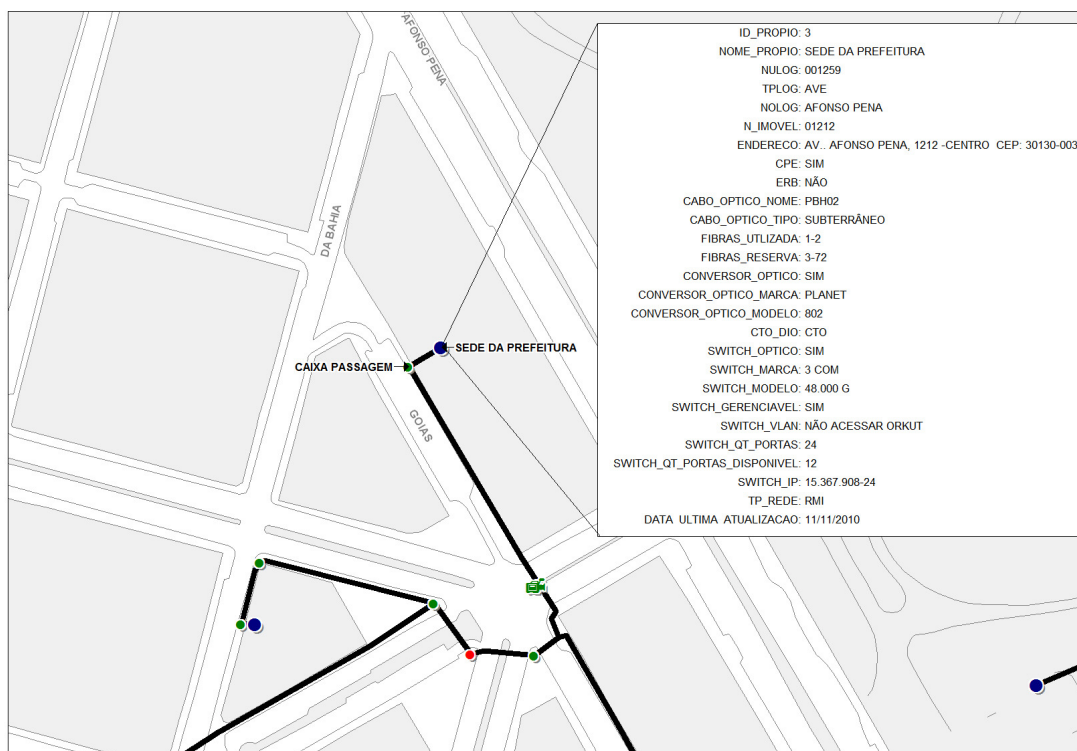 AFONSO PENA
DA BAHIA
SEDE DA PREFEITURA
CAIXA PASSAGEM
GOIAS
ID_PROPIO: 3
NOME_PROPIO: SEDE DA PREFEITURA
NULOG: 001259
TPLOG: AVE
NOLOG: AFONSO PENA
N_IMOVEL: 01212
ENDERECO: AV.. AFONSO PENA, 1212 -CENTRO CEP: 30130-003
CPE: SIM
ERB: NÃO
CABO_OPTICO_NOME: PBH02
CABO_OPTICO_TIPO: SUBTERRÂNEO
FIBRAS_UTLIZADA: 1-2
FIBRAS_RESERVA: 3-72
CONVERSOR_OPTICO: SIM
CONVERSOR_OPTICO_MARCA: PLANET
CONVERSOR_OPTICO_MODELO: 802
CTO_DIO: CTO
SWITCH_OPTICO: SIM
SWITCH_MARCA: 3 COM
SWITCH_MODELO: 48.000 G
SWITCH_GERENCIAVEL: SIM
SWITCH_VLAN: NÃO ACESSAR ORKUT
SWITCH_QT_PORTAS: 24
SWITCH_QT_PORTAS_DISPONIVEL: 12
SWITCH_IP: 15.367.908-24
TP_REDE: RMI
DATA ULTIMA ATUALIZACAO: 11/11/2010